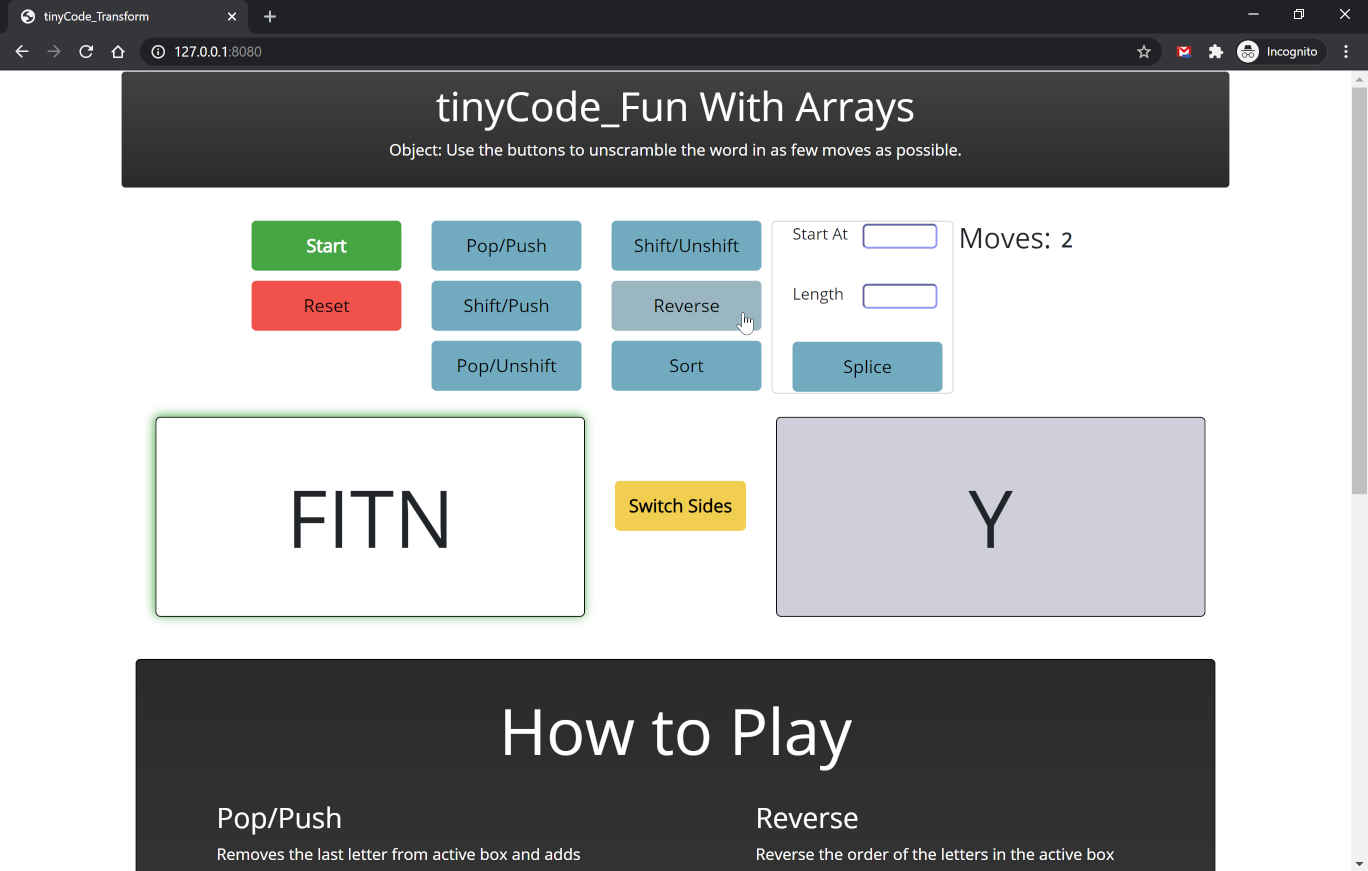 tinyCode_Transform
127.0.0.1:8080
Incognito
tinyCode_Fun With Arrays
Object: Use the buttons to unscramble the word in as few moves as possible.
Start
Pop/Push
Shift/Unshift
Start At
Moves: 2
Reset
Shift/Push
Reverse
Length
Pop/Unshift
Sort
Splice
FITN
Switch Sides
Y
How to Play
Pop/Push
Removes the last letter from active box and adds
Reverse
Reverse the order of the letters in the active box